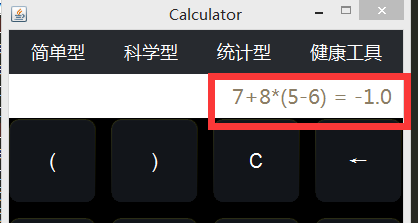 Calculator
简单型 科学型 统计型 健康工具
7+8*(5-6) = -1.0
( ) C ←